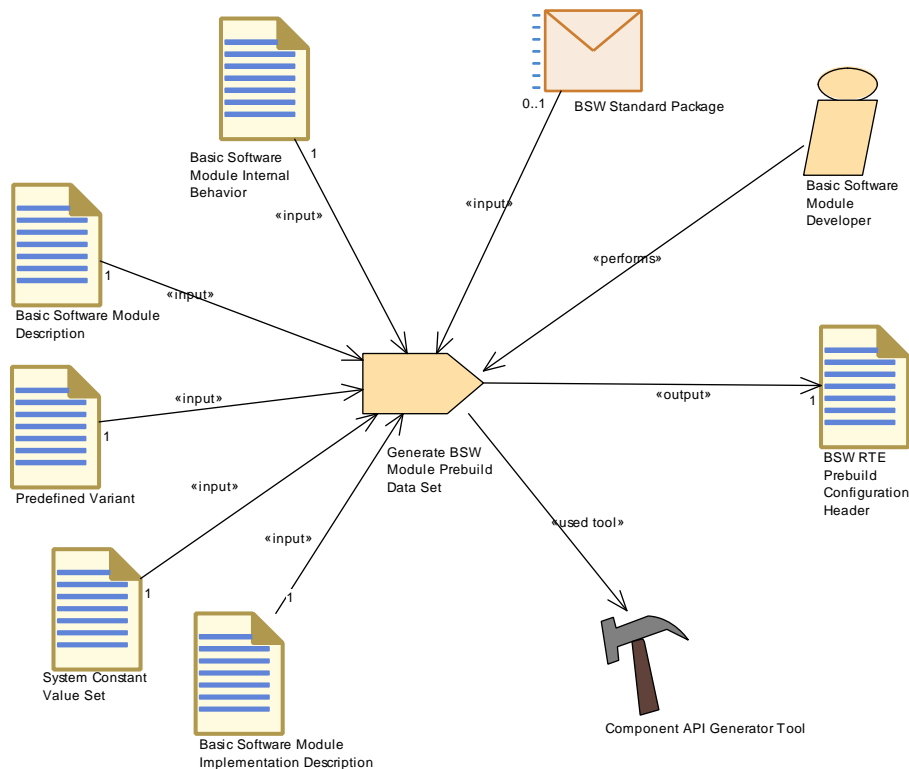 0..1
BSW Standard Package
1
Basic Software
Module Internal
Behavior
«input»
«input»
Basic Software
Module
Developer
«performs»
1
«input»
Basic Software Module
Description
«input»
1
Predefined Variant
«output»
1
Generate BSW
Module Prebuild
Data Set
BSW RTE
Prebuild
Configuration
Header
«input»
«used tool»
«input»
1
1
System Constant
Value Set
Component API Generator Tool
Basic Software Module
Implementation Description